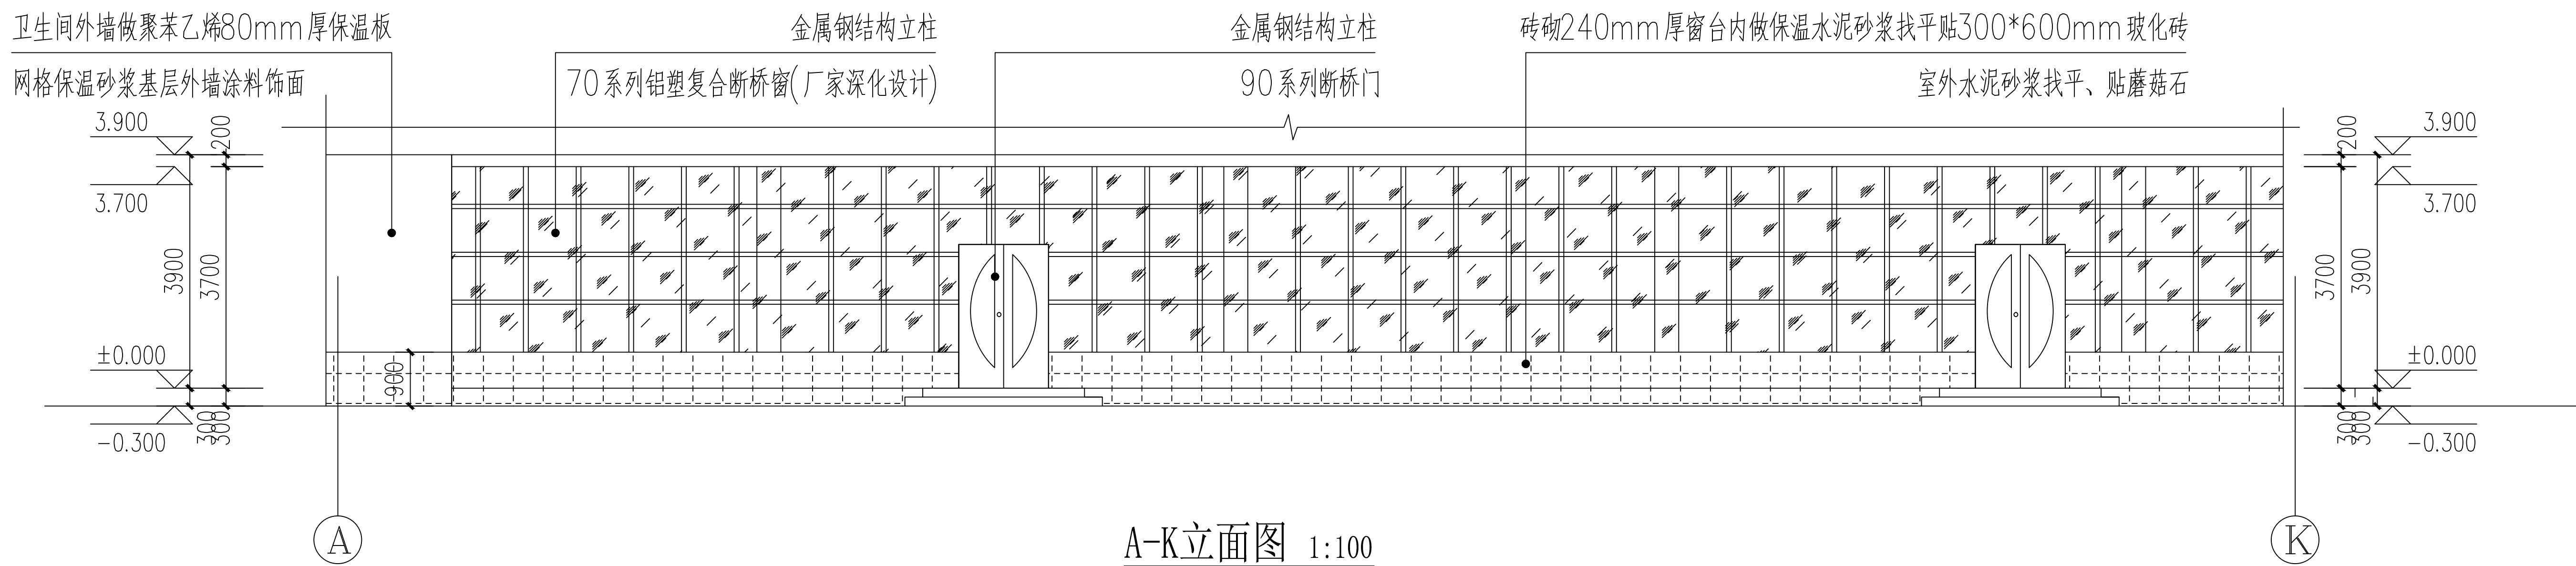 卫生间外墙做聚苯乙烯80mm厚保温板
网格保温砂浆基层外墙涂料饰面
金属钢结构立柱
70系列铝塑复合断桥窗(厂家深化设计)
金属钢结构立柱
90系列断桥门
砖砌240mm厚窗台内做保温水泥砂浆找平贴300*600mm玻化砖
室外水泥砂浆找平、贴蘑菇石
3.900
200
3.700
3900
3700
±0.000
900
300
300
-0.300
200
3.900
3.700
3700
3900
±0.000
300
300
-0.300
A
K
A-K立面图 1:100